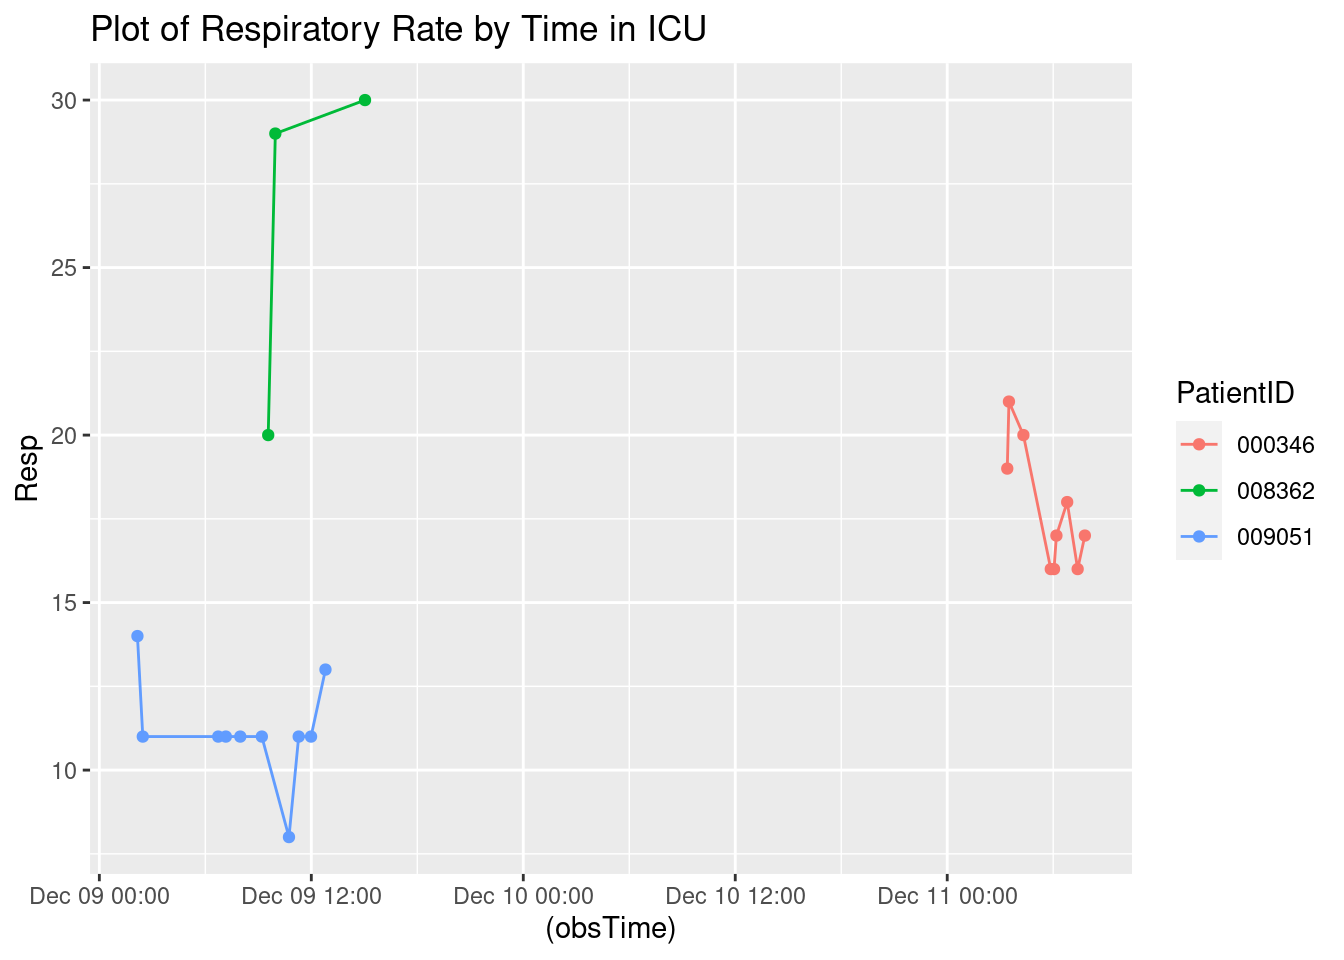 Plot of Respiratory Rate by Time in ICU
30
25
20
15
10
Resp
Dec 09 00:00
Dec 09 12:00
Dec 10 00:00
Dec 10 12:00
Dec 11 00:00
(obsTime)
PatientID
000346
008362
009051